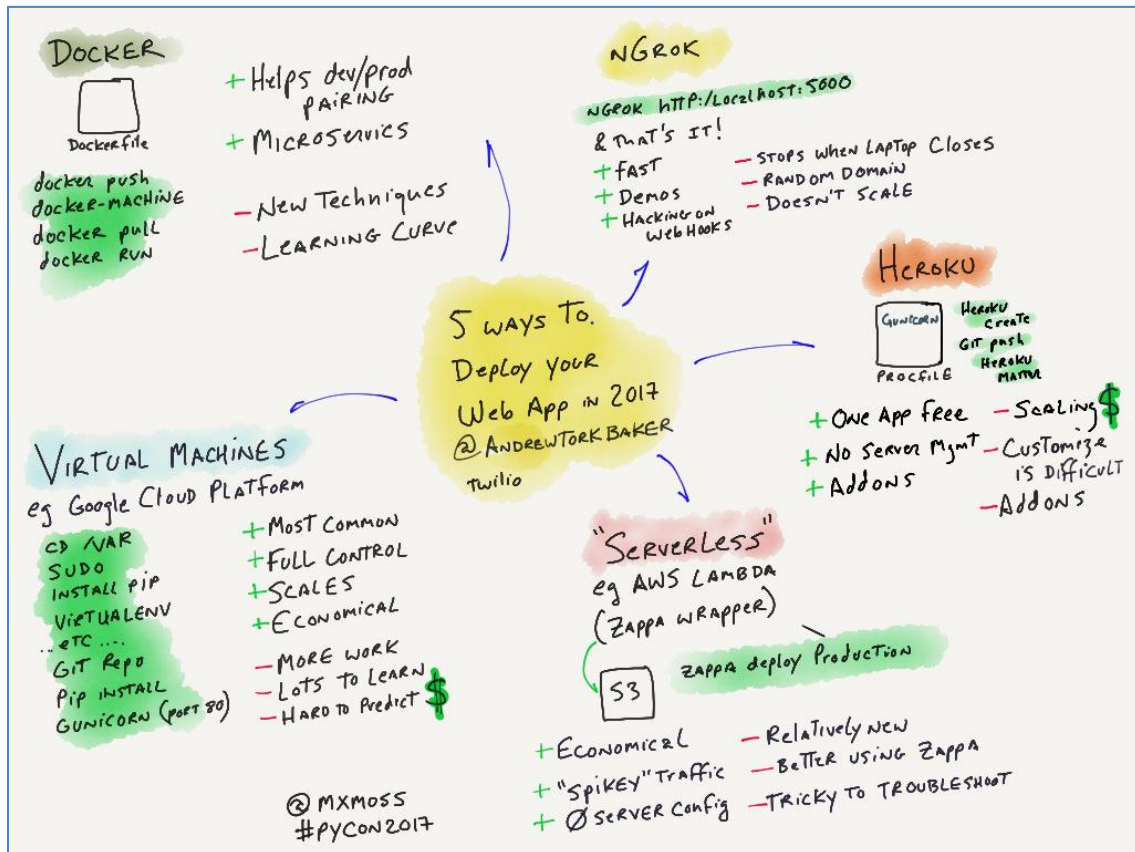 DOCKER
Dockerfile
docker push
docker-MACHINE
docker pull
docker RUN
+ Helps dev/prod
PAIRING
+ MICROSERVICS
- New Techniques
- LEARNING CURVE
NGROK
NGROK http:/Localhost:5000
& THAT'S IT!
+ FAST
+ Demos
+ HACKING ON
WebHOOKS
- STOPS WHEN LAPTOP CLOSES
- RANDOM DOMAIN
- DOESN'T SCALE
HEROKU
GUNICORN
PROCFILE
HEROKU
CREATE
GIT push
HEROKU
+ ONE APP FREE
+ No SERVER MGMT
+ ADDONS
- SCALING $
- CUSTOMIZE
IS DIFFICULT
- ADDONS
5 WAYS TO.
Deploy YOUR
Web App IN 2017
@ANDREWTORKBAKER
TWILIO
VIRTUAL MACHINES
eg Google CLOUD PLATFORM
CD /VAR
SUDO
INSTALL PIP
VIRTUALENV
...ETC....
GIT Repo
Pip INSTALL
GUNICORN (PORT 80)
+ MOST COMMON
+ FULL CONTROL
+ SCALES
+ ECONOMICAL
- MORE WORK
- LOTS TO LEARN
- HARD TO PREDICT $
"SERVERLESS"
eg AWS LAMBDA
(ZAPPA WRAPPER)
S3
ZAPPA deploy PRODUCTION
+ ECONOMICAL
+ "SPIKEY" TRAFFIC
+ Ø SERVER CONFIG
- RELATIVELY NEW
- BETTER USING ZAPPA
- TRICKY TO TROUBLESHOOT
@MXMOSS
#PYCON2017